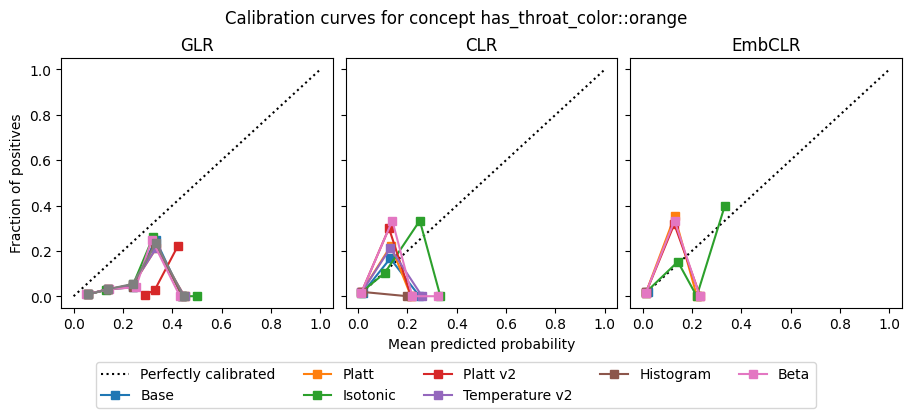 Calibration curves for concept has_throat_color::orange
GLR
CLR
EmbCLR
Fraction of positives
1.0
0.8
0.6
0.4
0.2
0.0
0.0 0.2 0.4 0.6 0.8 1.0
0.0 0.2 0.4 0.6 0.8 1.0
0.0 0.2 0.4 0.6 0.8 1.0
Mean predicted probability
Perfectly calibrated
Base
Platt
Isotonic
Platt v2
Temperature v2
Histogram
Beta